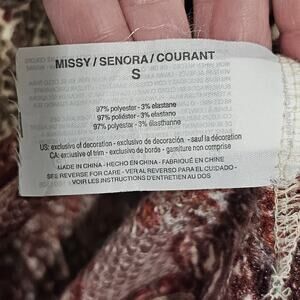 MISSY / SENORA / COURANT
S
97% polyester - 3% elastane
97% poliéster - 3% elastano
97% polyester - 3% élasthanne
US: exclusive of decoration - exclusivo de decoración - sauf la décoration
CA: exclusive of trim - exclusivo de borde - garniture non comprise
MADE IN CHINA - HECHO EN CHINA - FABRIQUÉ EN CHINE
SEE REVERSE FOR CARE - VER AL REVERSO PARA EL CUIDADO -
VOIR LES INSTRUCTIONS D'ENTRETIEN AU DOS